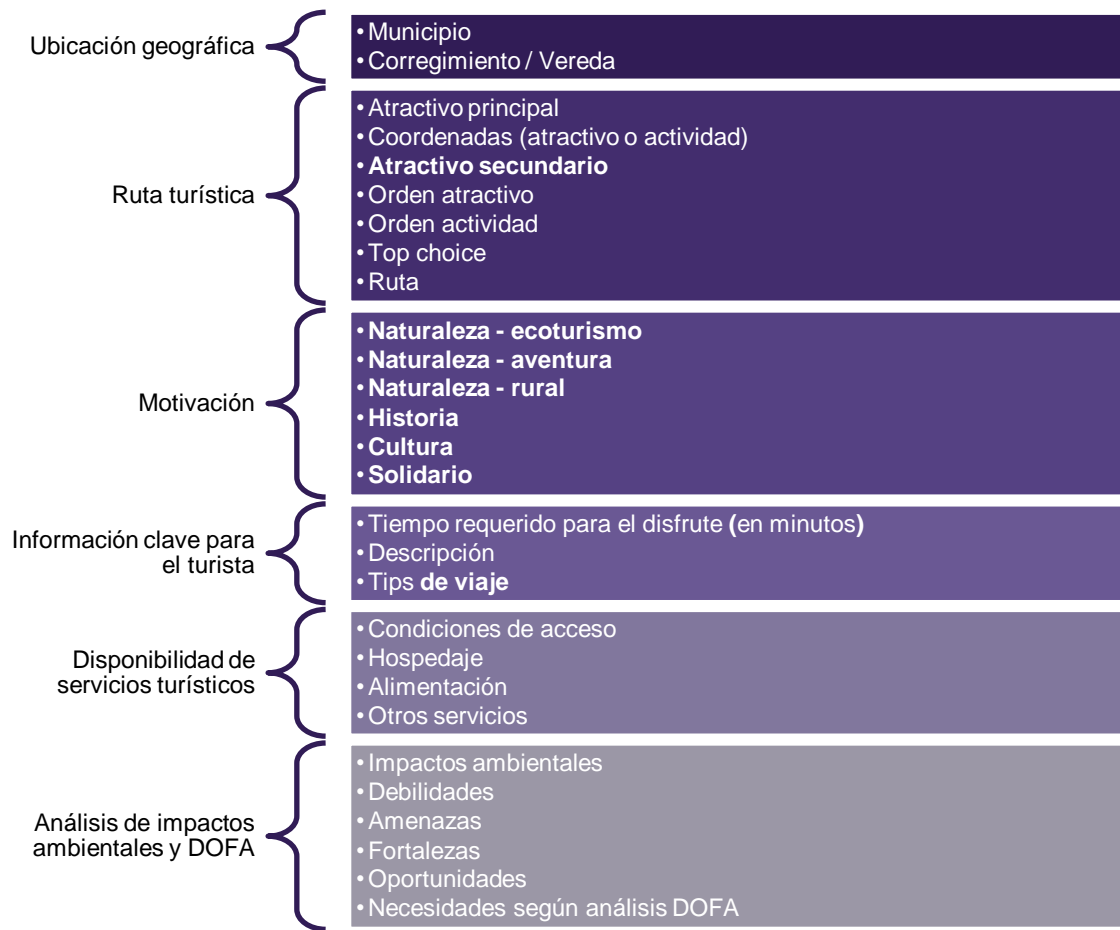 Ubicación geográfica
• Municipio
• Corregimiento / Vereda
Ruta turística
• Atractivo principal
• Coordenadas (atractivo o actividad)
• Atractivo secundario
• Orden atractivo
• Orden actividad
• Top choice
• Ruta
Motivación
• Naturaleza - ecoturismo
• Naturaleza - aventura
• Naturaleza - rural
• Historia
• Cultura
• Solidario
Información clave para
el turista
• Tiempo requerido para el disfrute (en minutos)
• Descripción
• Tips de viaje
Disponibilidad de
servicios turísticos
• Condiciones de acceso
• Hospedaje
• Alimentación
• Otros servicios
Análisis de impactos
ambientales y DOFA
• Impactos ambientales
• Debilidades
• Amenazas
• Fortalezas
• Oportunidades
• Necesidades según análisis DOFA